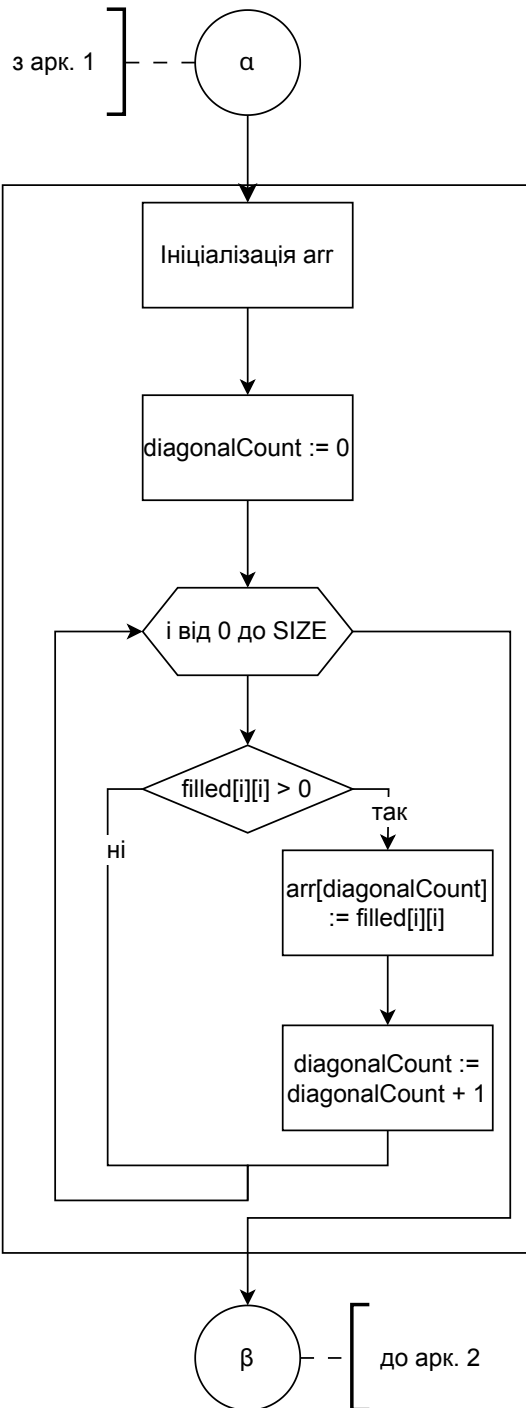 з арк. 1
α
Ініціалізація arr
diagonalCount := 0
і від 0 до SIZE
filled[i][i] > 0
так
ні
arr[diagonalCount]
:= filled[i][i]
diagonalCount :=
diagonalCount + 1
β
до арк. 2